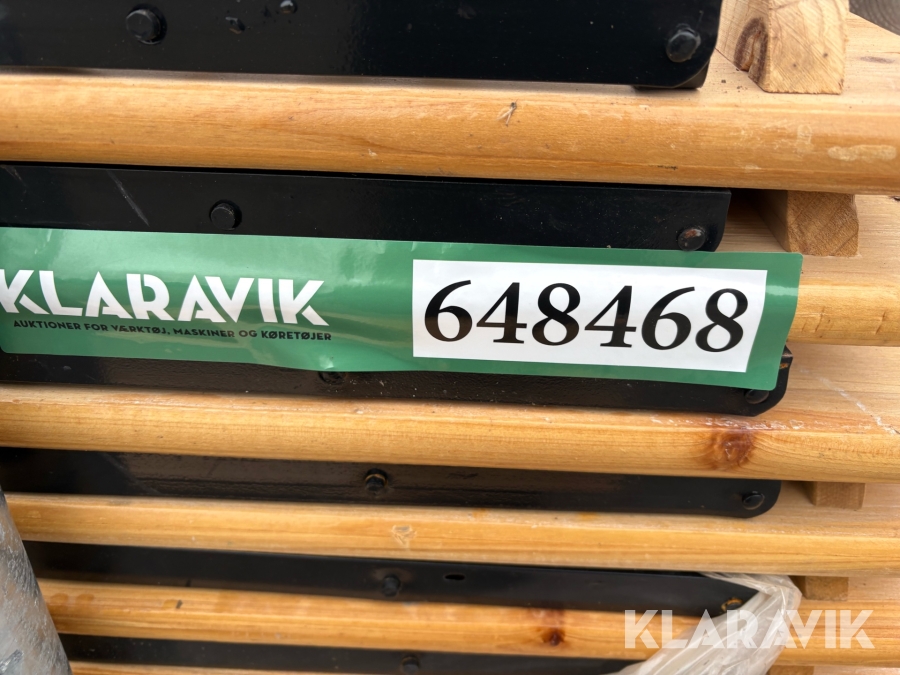 KLARAVIK
AUKTIONER FOR VÆRKTØJ, MASKINER OG KØRETØJER
648468
KLARAVIK